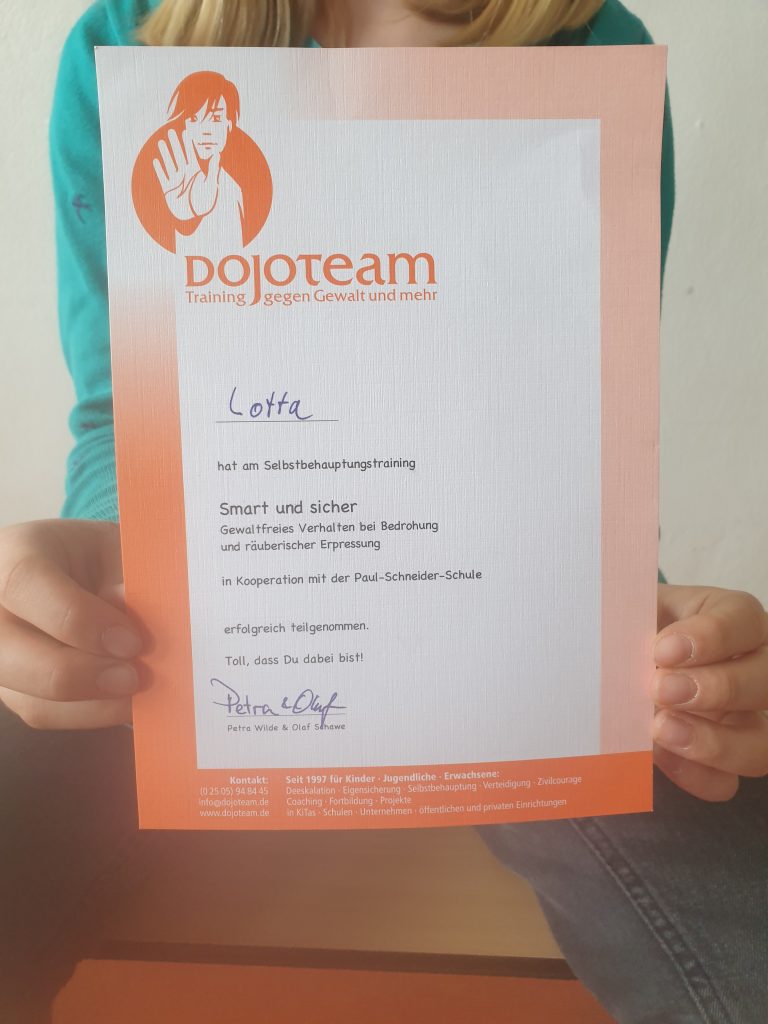 DOJOTEAM
Training gegen Gewalt und mehr
Lotta
hat am Selbstbehauptungstraining
Smart und sicher
Gewaltfreies Verhalten bei Bedrohung
und räuberischer Erpressung
in Kooperation mit der Paul-Schneider-Schule
erfolgreich teilgenommen.
Toll, dass Du dabei bist!
Petra & Olaf
Petra Wilde & Olaf Schawe
Kontakt:
(0 25 05) 94 84 45
info@dojoteam.de
www.dojoteam.de
Seit 1997 für Kinder · Jugendliche · Erwachsene:
Deeskalation · Eigensicherung · Selbstbehauptung · Verteidigung · Zivilcourage
Coaching · Fortbildung · Projekte
in KiTas · Schulen · Unternehmen · öffentlichen und privaten Einrichtungen